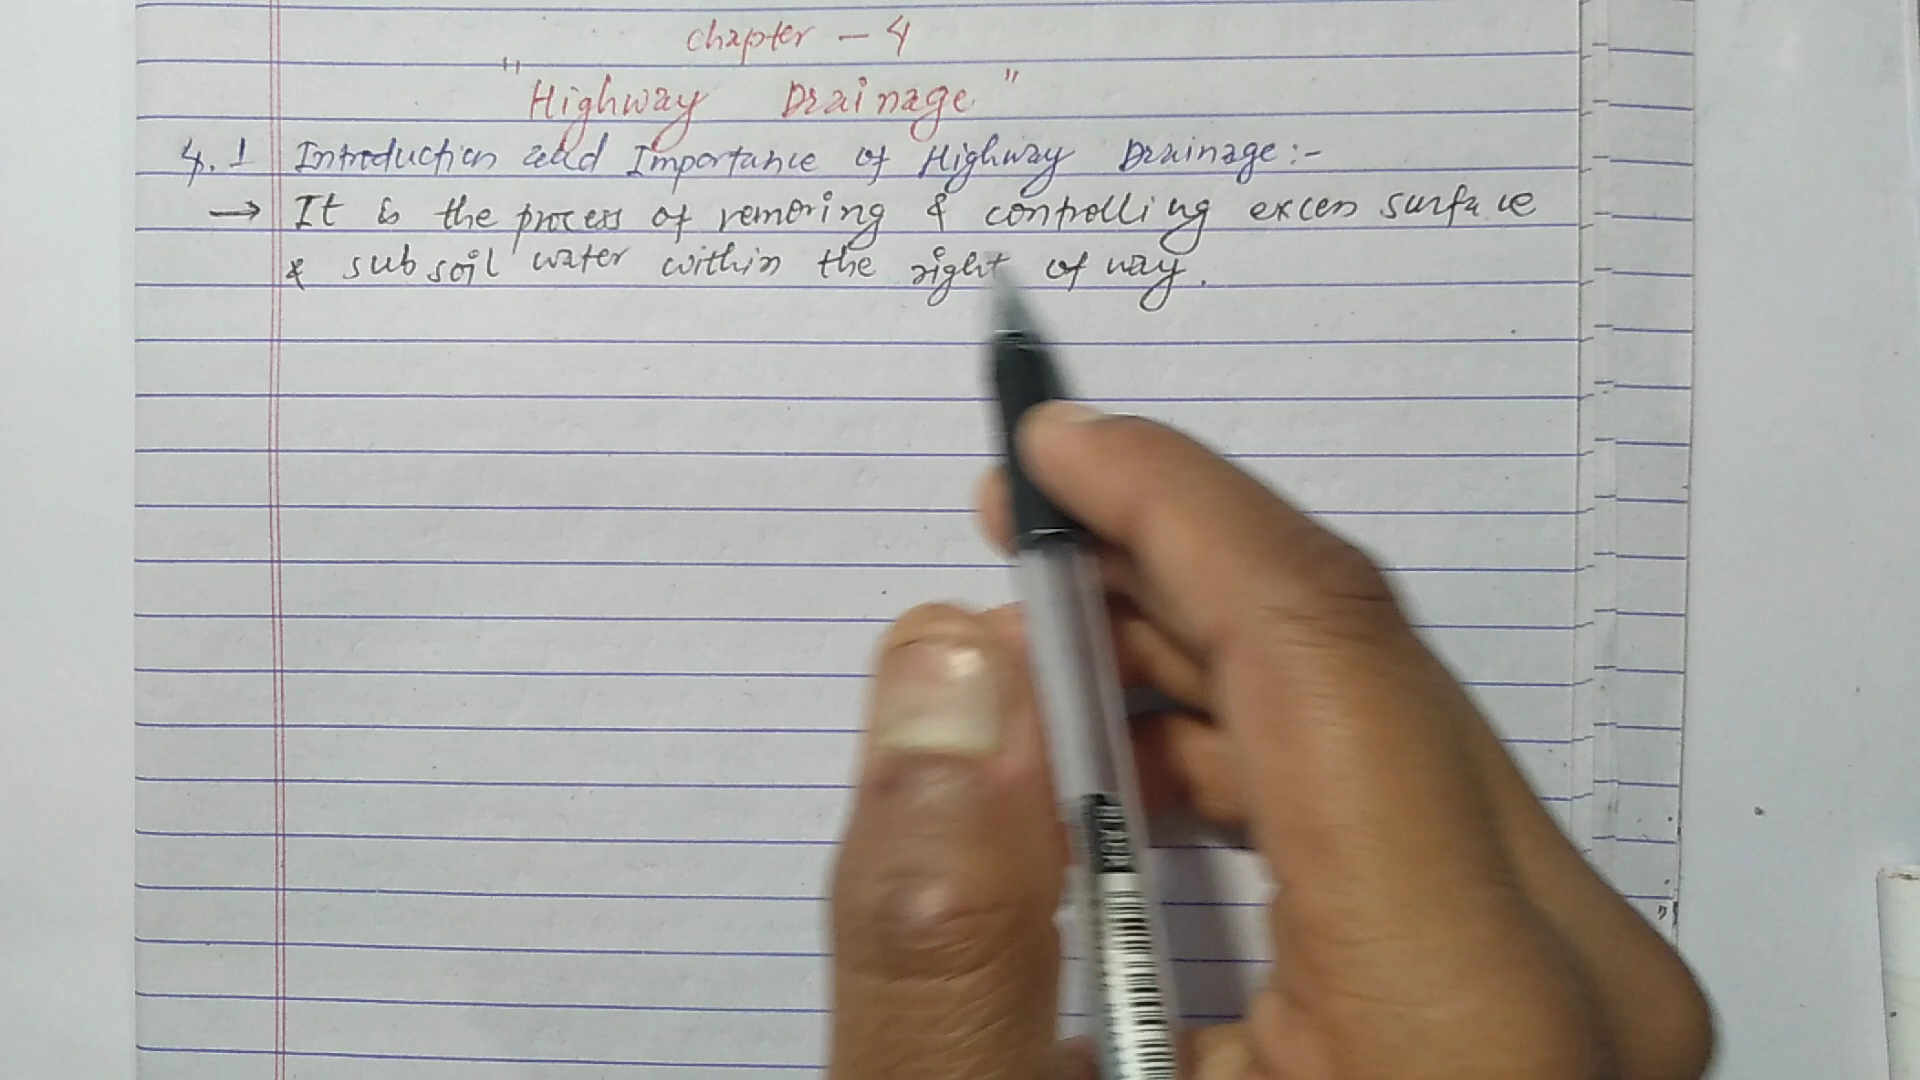 chapter - 4
"Highway Drainage"
4.1 Introduction and Importance of Highway Drainage:-
→ It is the process of removing & controlling excess surface
& subsoil water within the right of way.